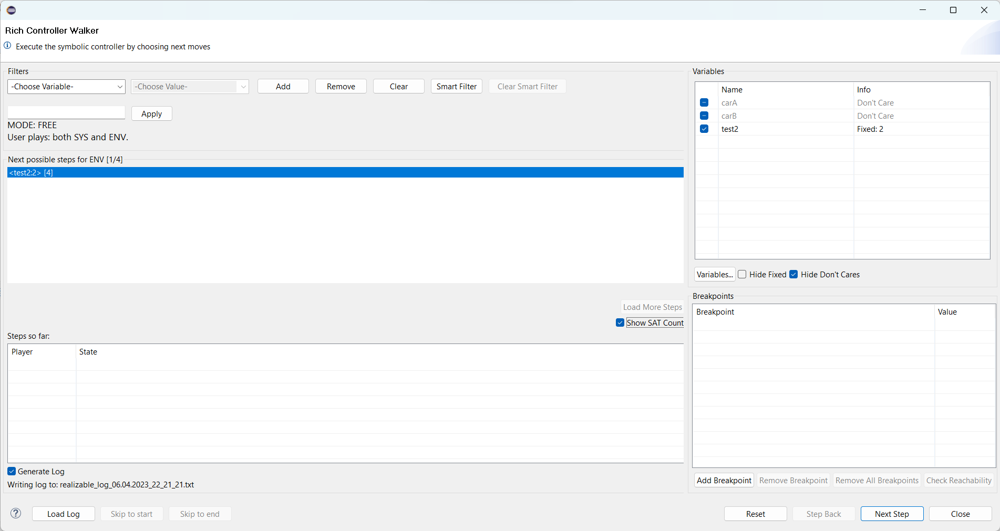 Rich Controller Walker
Execute the symbolic controller by choosing next moves
Filters
-Choose Variable-
-Choose Value-
Add
Remove
Clear
Smart Filter
Clear Smart Filter
Apply
MODE: FREE
User plays: both SYS and ENV.
Next possible steps for ENV [1/4]
<test2:2> [4]
Load More Steps
Show SAT Count
Steps so far:
Player State
Generate Log
Writing log to: realizable_log_06.04.2023_22_21_21.txt
Variables
Name Info
carA Don't Care
carB Don't Care
test2 Fixed: 2
Variables... Hide Fixed Hide Don't Cares
Breakpoints
Breakpoint Value
Add Breakpoint Remove Breakpoint Remove All Breakpoints Check Reachability
? Load Log Skip to start Skip to end Reset Step Back Next Step Close